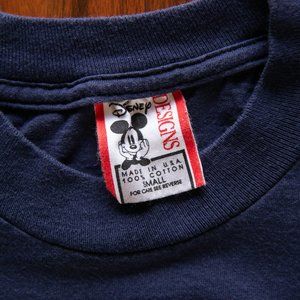 Disney
DESIGNS
MADE IN U.S.A.
100% COTTON
SMALL
FOR CARE SEE REVERSE